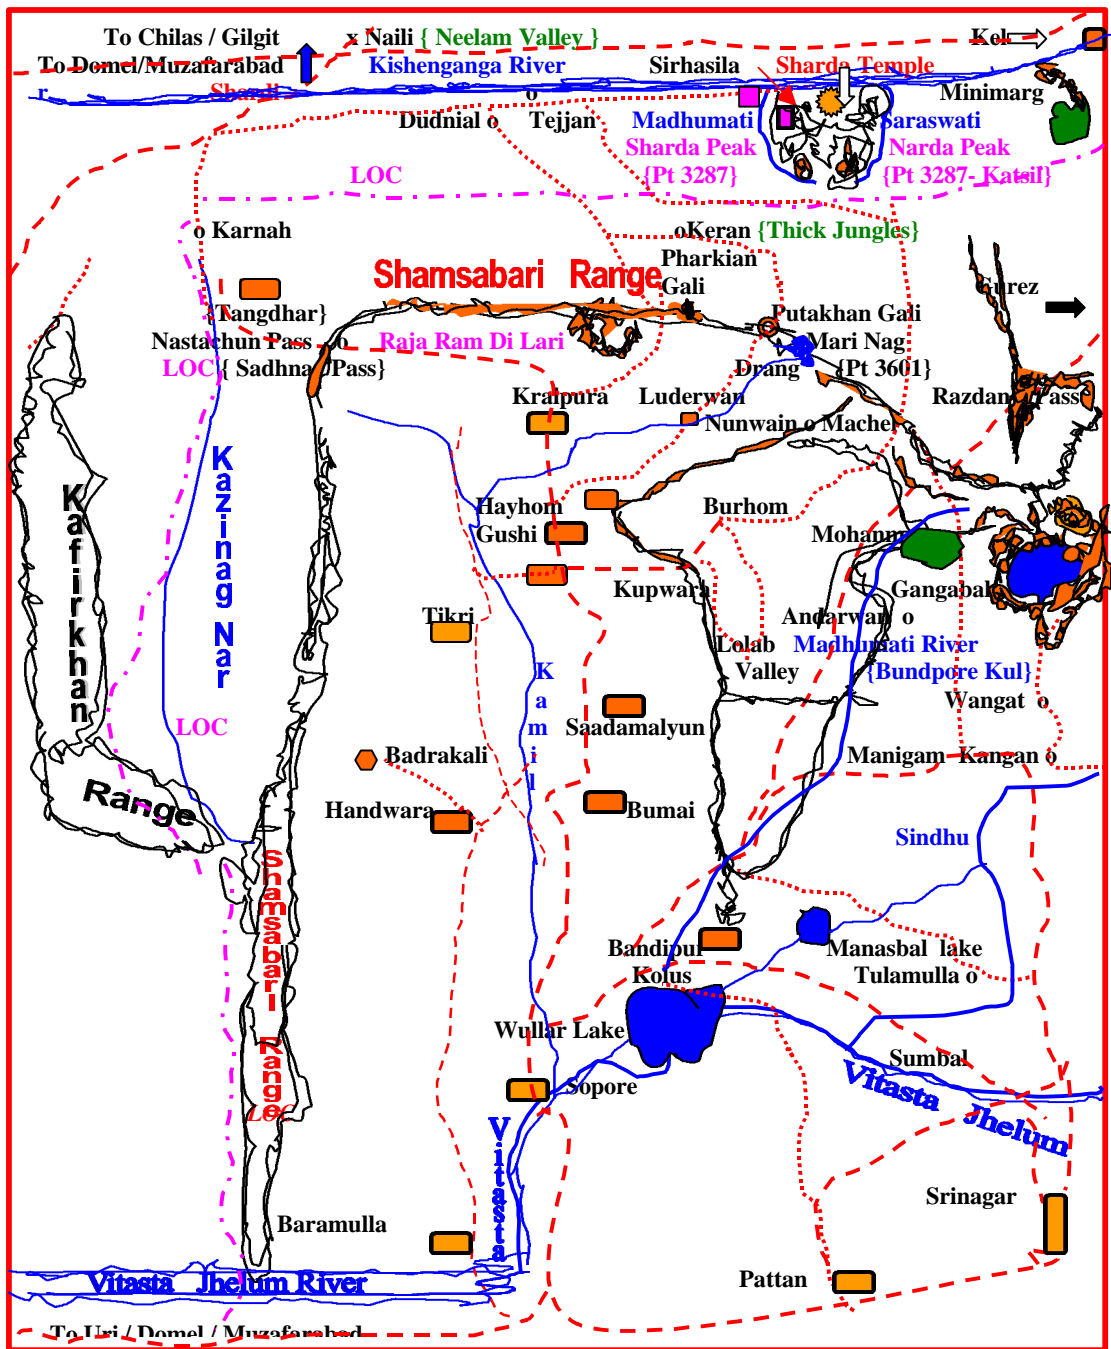 To Chilas / Gilgit x Naili { Neelam Valley } Kel
To Domel/Muzafarabad Kishenganga River Sirhasila Sharda Temple
r Shardi o Minimarg
Dudnial o Tejjan Madhumati Saraswati
Sharda Peak Narda Peak
LOC {Pt 3287} {Pt 3287- Katsil}
o Karnah oKeran {Thick Jungles}
Pharkian
Shamsabari Range Gali Gurez
{Tangdhar} Putakhan Gali
Nastachun Pass o Raja Ram Di Lari Mari Nag
LOC { Sadhna Pass} Drang {Pt 3601}
Kralpura Luderwan Razdan Pass
Nunwain o Machel
Kazinag Nar
Kafirkhan
Hayhom Burhom
Gushi Mohanm
Kupwara Gangabal
Tikri Andarwan o
Lolab Madhumati River
Valley {Bundpore Kul}
Kamil
Wangat o
LOC Saadamalyun
Badrakali Manigam Kangan o
Range
Handwara Bumai
Sindhu
Shamsabari Range
Bandipur Manasbal lake
Kolus Tulamulla o
Wullar Lake
Sumbal
Sopore
Vitasta Jhelum
LOC
Vitasta
Srinagar
Baramulla
Vitasta Jhelum River Pattan
To Uri / Domel / Muzafarabad